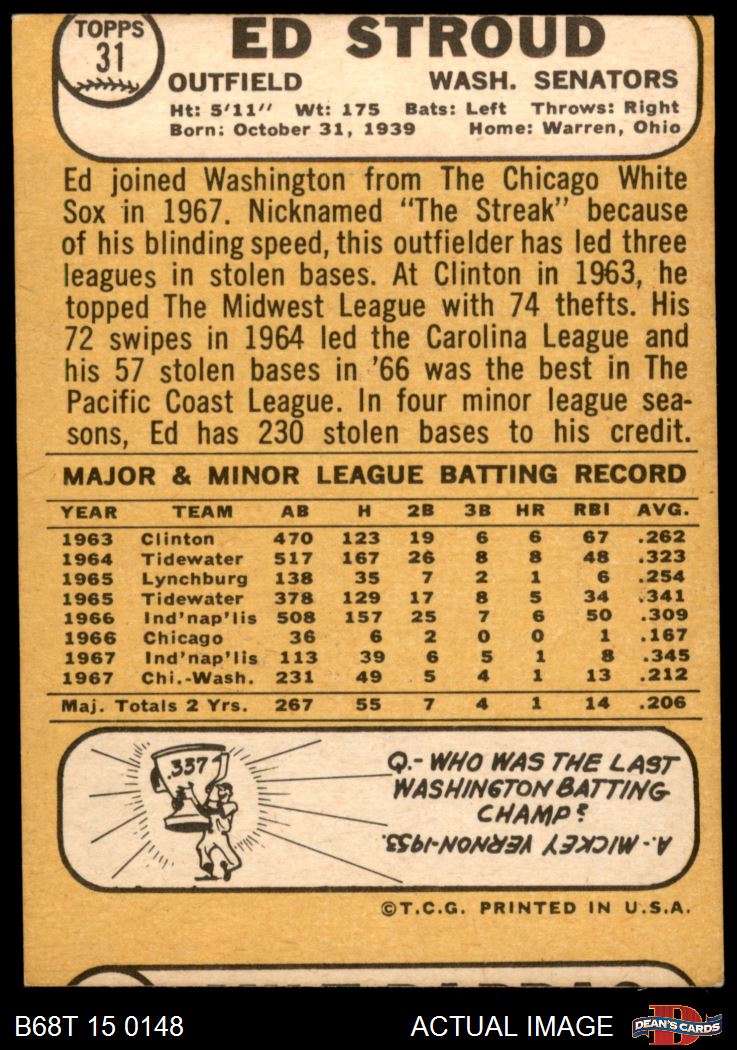 TOPPS
31
ED STROUD
OUTFIELD WASH. SENATORS
Ht: 5'11" Wt: 175 Bats: Left Throws: Right
Born: October 31, 1939 Home: Warren, Ohio
Ed joined Washington from The Chicago White
Sox in 1967. Nicknamed "The Streak" because
of his blinding speed, this outfielder has led three
leagues in stolen bases. At Clinton in 1963, he
topped The Midwest League with 74 thefts. His
72 swipes in 1964 led the Carolina League and
his 57 stolen bases in '66 was the best in The
Pacific Coast League. In four minor league sea-
sons, Ed has 230 stolen bases to his credit.
MAJOR & MINOR LEAGUE BATTING RECORD
YEAR TEAM AB H 2B 3B HR RBI AVG.
1963 Clinton 470 123 19 6 6 67 .262
1964 Tidewater 517 167 26 8 8 48 .323
1965 Lynchburg 138 35 7 2 1 6 .254
1965 Tidewater 378 129 17 8 5 34 .341
1966 Ind'nap'lis 508 157 25 7 6 50 .309
1966 Chicago 36 6 2 0 0 1 .167
1967 Ind'nap'lis 113 39 6 5 1 8 .345
1967 Chi.-Wash. 231 49 5 4 1 13 .212
Maj. Totals 2 Yrs. 267 55 7 4 1 14 .206
.337
Q.- WHO WAS THE LAST
WASHINGTON BATTING
CHAMP?
A.. MICKEY VERNON-1953.
©T.C.G. PRINTED IN U.S.A.
B68T 15 0148 ACTUAL IMAGE DEAN'S CARDS